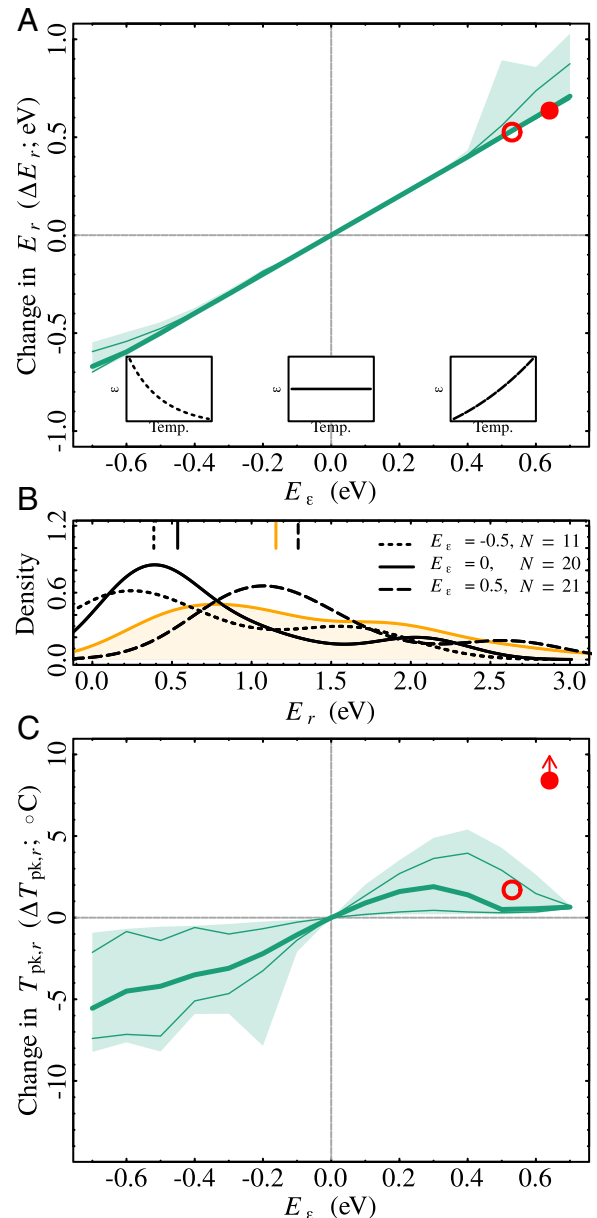 A
Change in E_r (ΔE_r; eV)
1.0
0.5
0.0
-0.5
-1.0
ε
Temp.
ε
Temp.
ε
Temp.
-0.6 -0.4 -0.2 0.0 0.2 0.4 0.6
E_ε (eV)
B
Density
1.2
0.6
0.0
E_ε = -0.5, N = 11
E_ε = 0, N = 20
E_ε = 0.5, N = 21
0.0 0.5 1.0 1.5 2.0 2.5 3.0
E_r (eV)
C
Change in T_pk,r (ΔT_pk,r; ∘C)
10
5
0
-5
-10
-0.6 -0.4 -0.2 0.0 0.2 0.4 0.6
E_ε (eV)